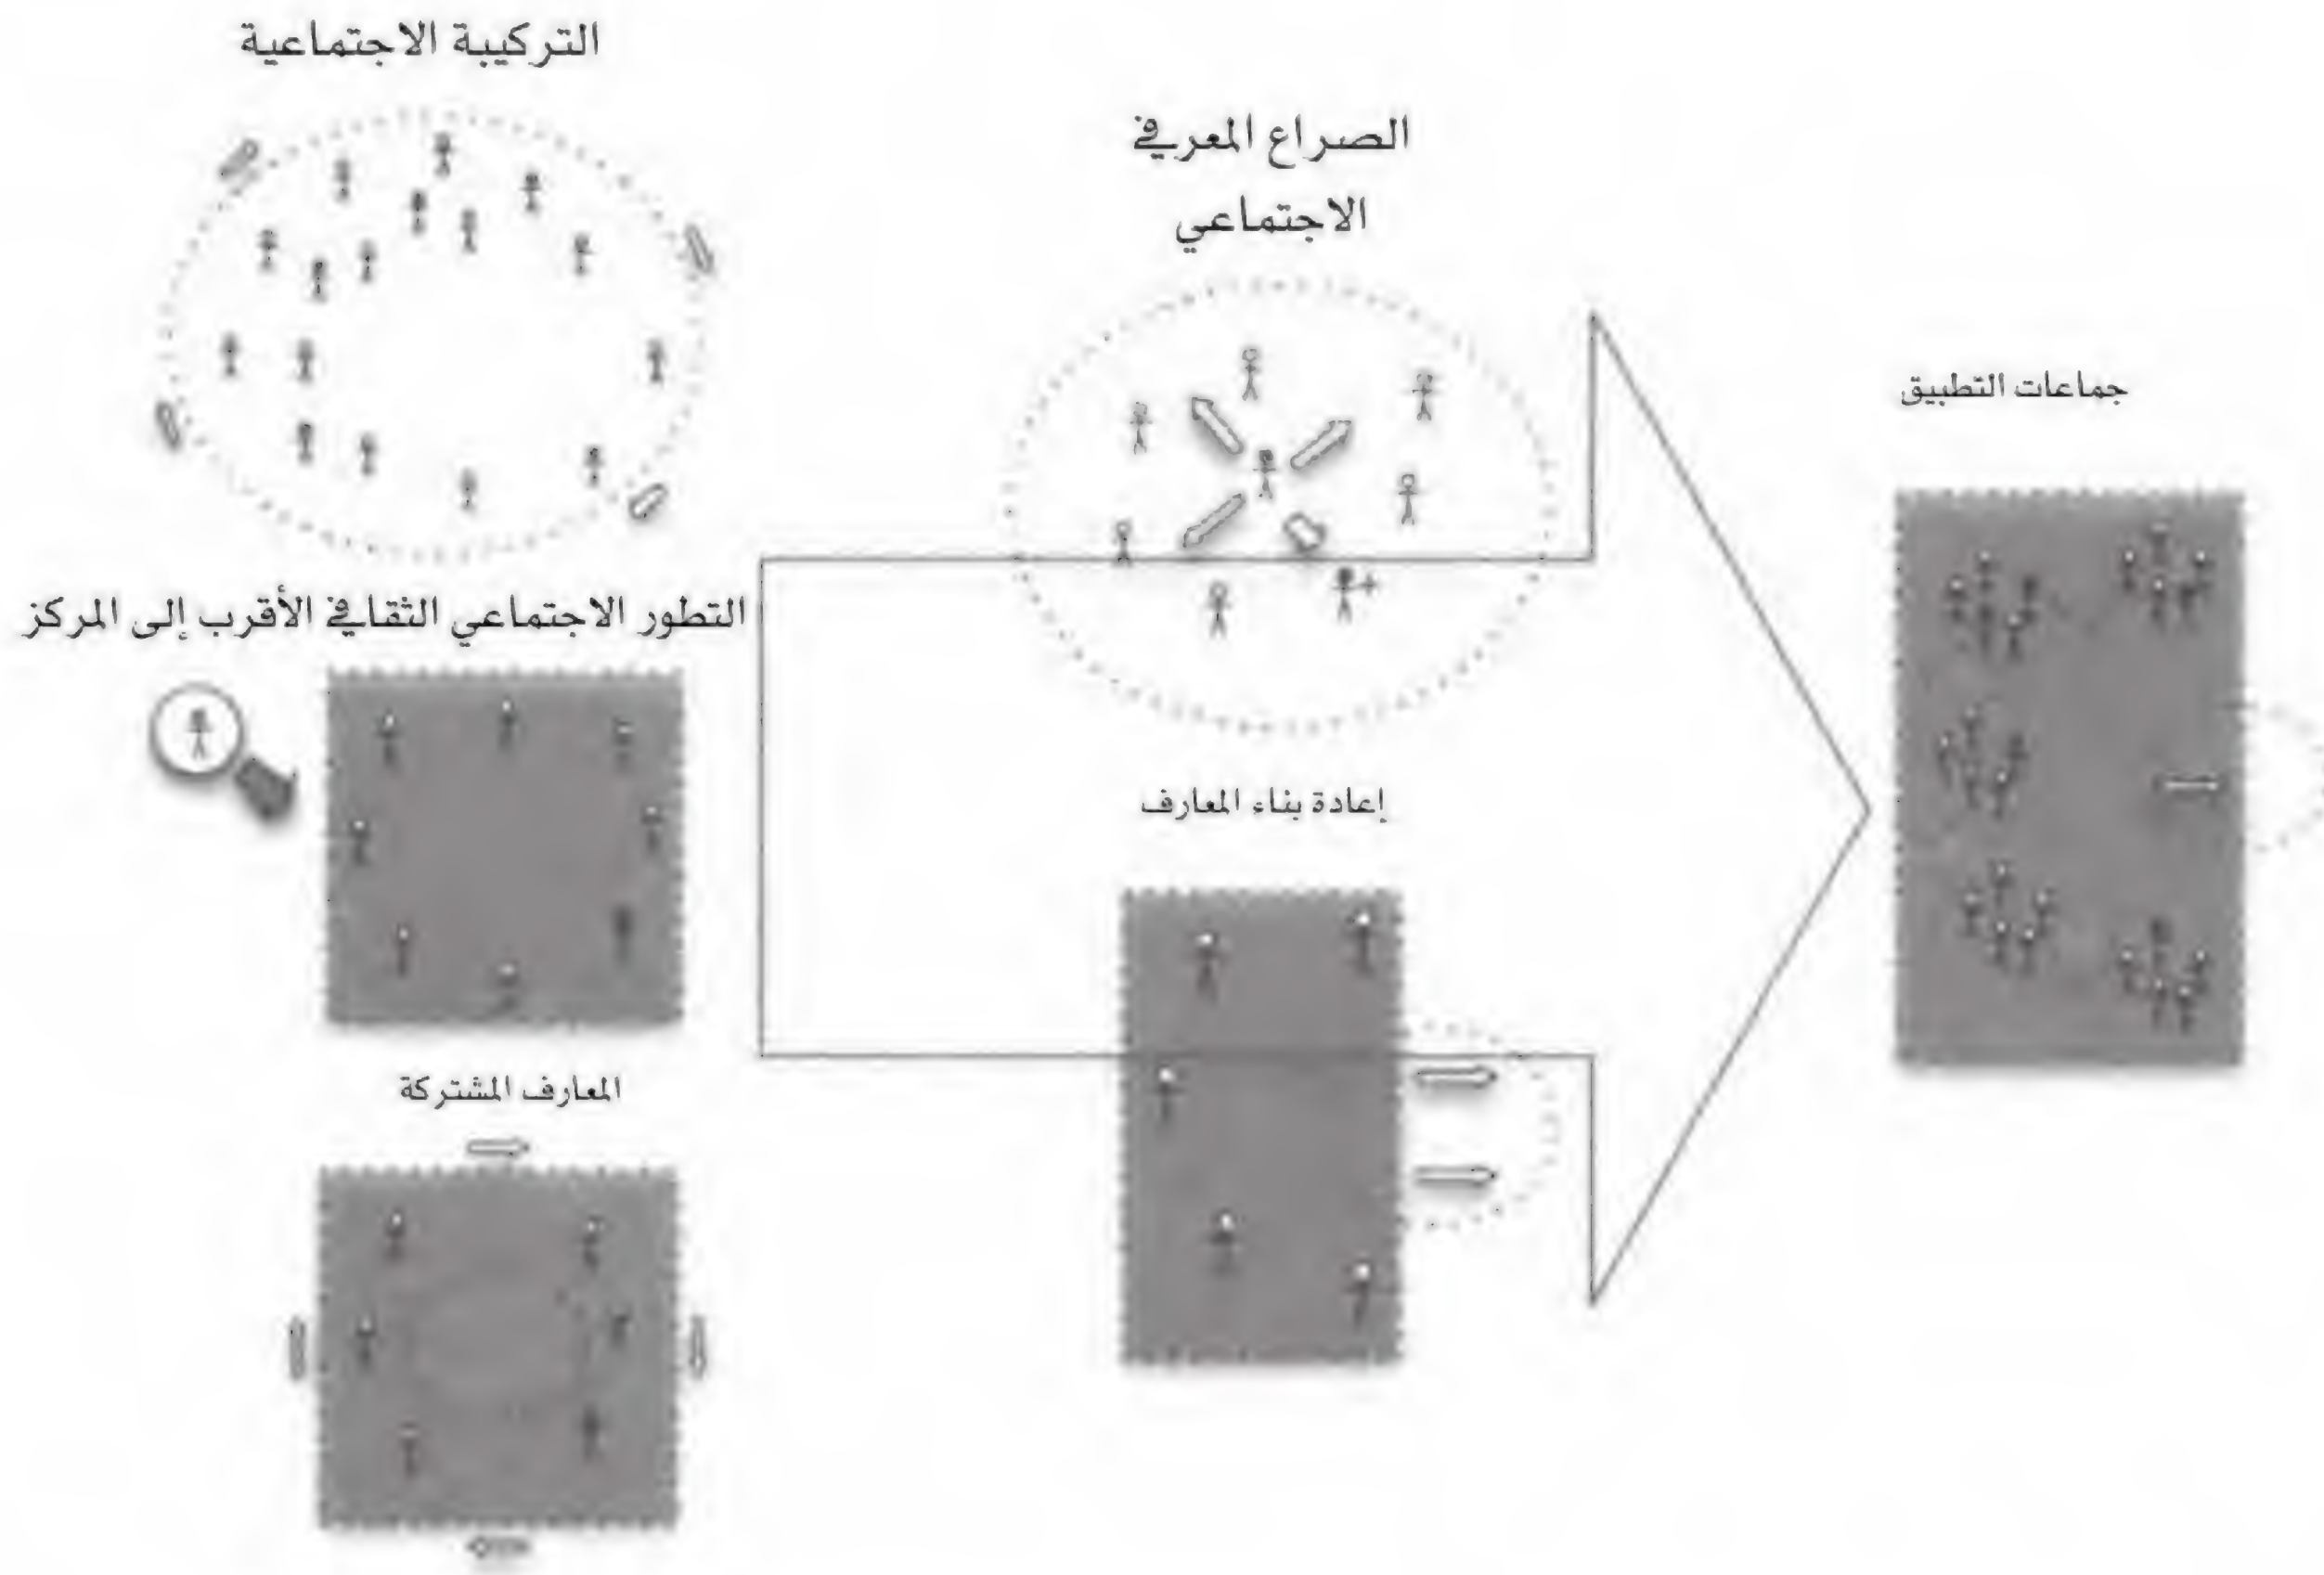 التركيبة الاجتماعية
الصراع المعرفي
الاجتماعي
جماعات التطبيق
التطور الاجتماعي الثقافي الأقرب إلى المركز
إعادة بناء المعارف
المعارف المشتركة